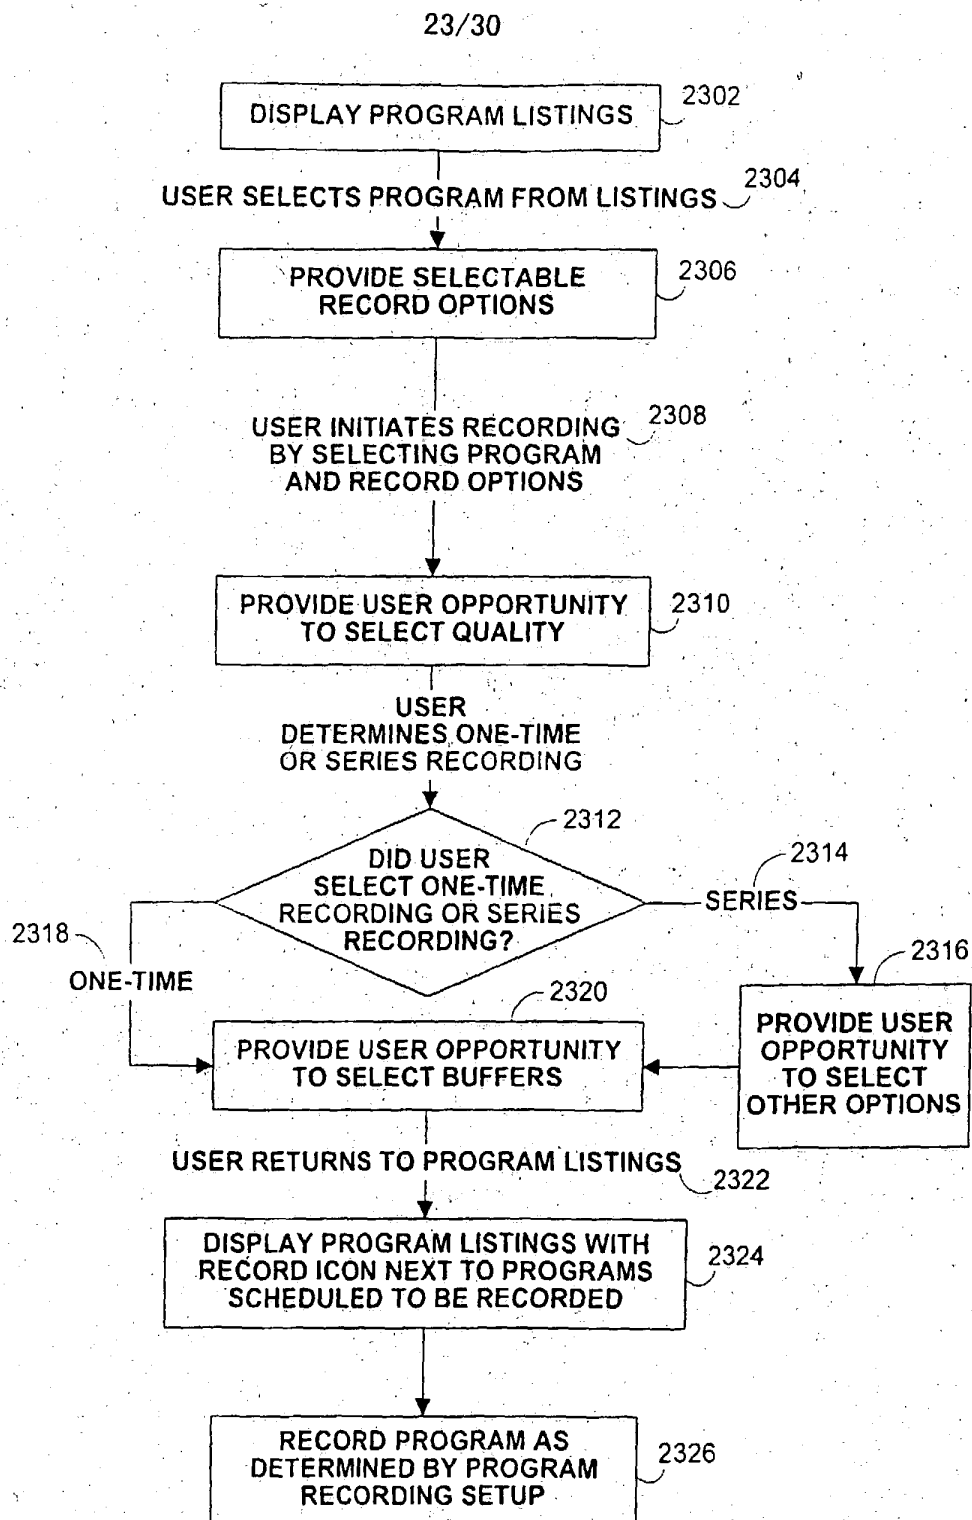 23/30
DISPLAY PROGRAM LISTINGS
2302
USER SELECTS PROGRAM FROM LISTINGS
2304
PROVIDE SELECTABLE
RECORD OPTIONS
2306
USER INITIATES RECORDING
BY SELECTING PROGRAM
AND RECORD OPTIONS
2308
PROVIDE USER OPPORTUNITY
TO SELECT QUALITY
2310
USER
DETERMINES ONE-TIME
OR SERIES RECORDING
2312
DID USER
SELECT ONE-TIME
RECORDING OR SERIES
RECORDING?
2314
SERIES
2318
ONE-TIME
2316
PROVIDE USER
OPPORTUNITY
TO SELECT
OTHER OPTIONS
2320
PROVIDE USER OPPORTUNITY
TO SELECT BUFFERS
USER RETURNS TO PROGRAM LISTINGS
2322
DISPLAY PROGRAM LISTINGS WITH
RECORD ICON NEXT TO PROGRAMS
SCHEDULED TO BE RECORDED
2324
RECORD PROGRAM AS
DETERMINED BY PROGRAM
RECORDING SETUP
2326